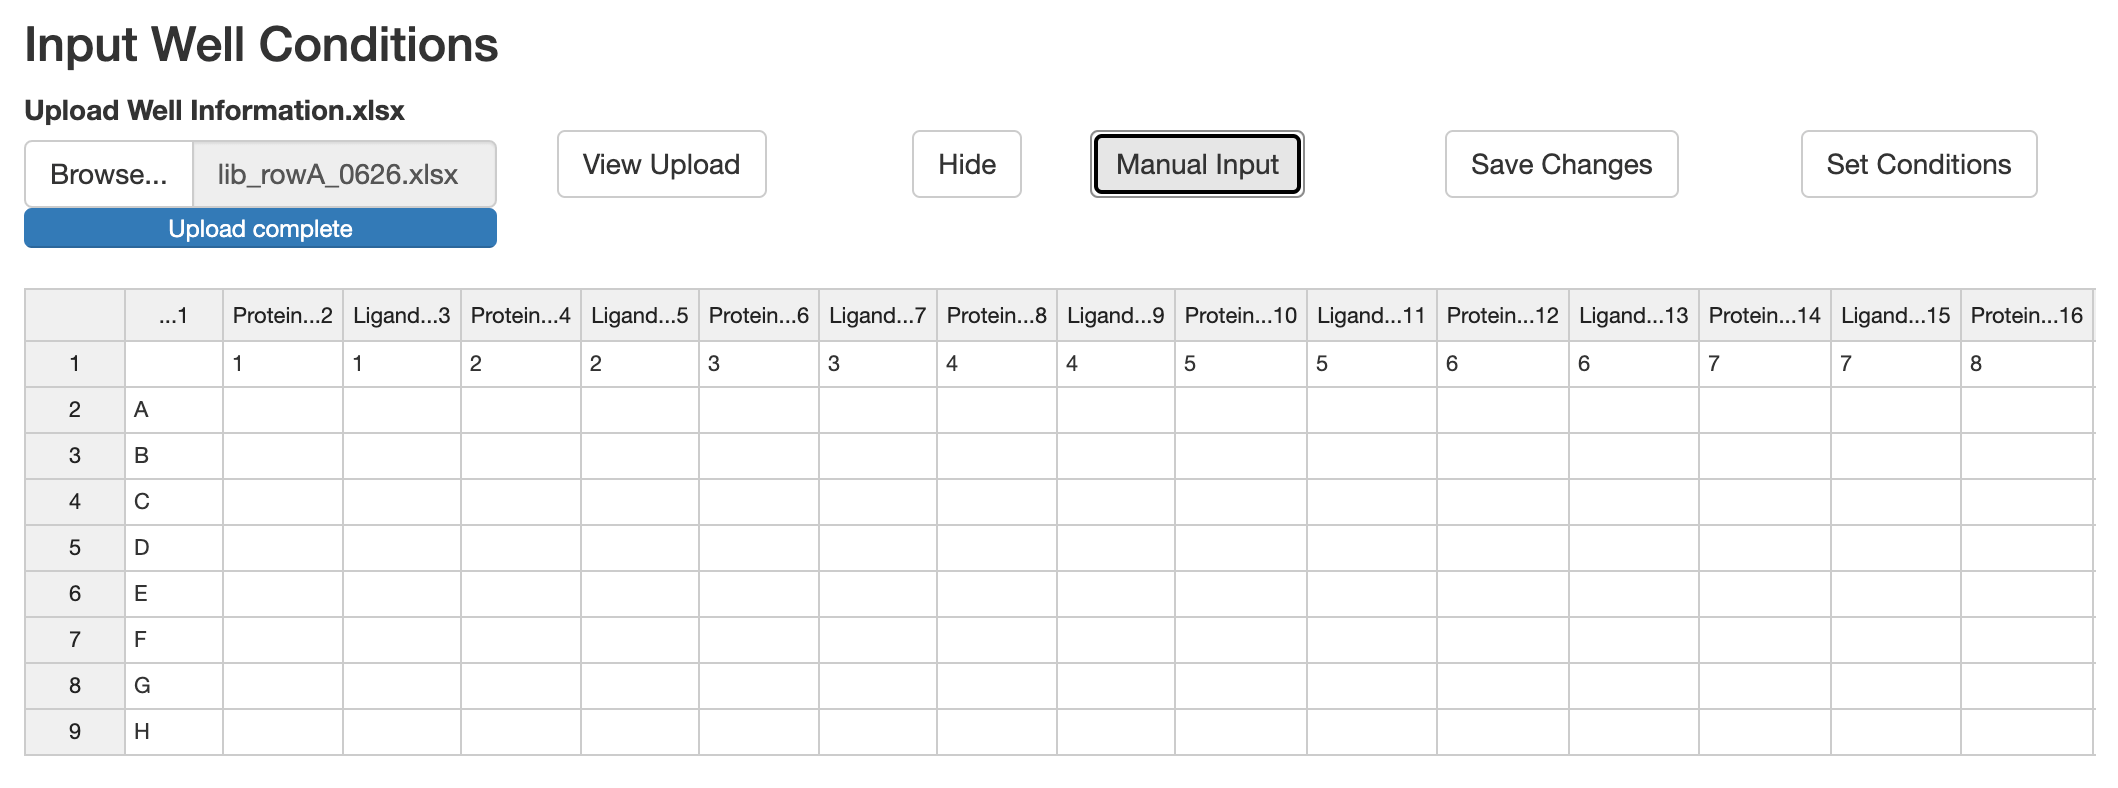 Input Well Conditions
Upload Well Information.xlsx
Browse... lib_rowA_0626.xlsx View Upload Hide Manual Input Save Changes Set Conditions
Upload complete
...1 Protein...2 Ligand...3 Protein...4 Ligand...5 Protein...6 Ligand...7 Protein...8 Ligand...9 Protein...10 Ligand...11 Protein...12 Ligand...13 Protein...14 Ligand...15 Protein...16
1 1 1 2 2 3 3 4 4 5 5 6 6 7 7 8
2 A
3 B
4 C
5 D
6 E
7 F
8 G
9 H